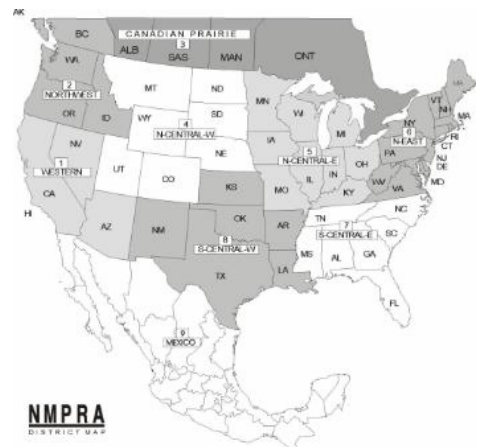 AK
BC
CANADIAN PRAIRIE
3
ALB
SAS
MAN
ONT
WA
2
NORTHWEST
OR
ID
MT
ND
MN
WI
MI
VT
NH
MA
NY
6
N-EAST
RI
CT
WY
4
N-CENTRAL-W
SD
NE
IA
5
N-CENTRAL-E
IL
IN
OH
PA
NJ
DE
MD
WV
VA
NV
1
WESTERN
CA
UT
CO
KS
MO
KY
HI
AZ
NM
OK
AR
TN
NC
7
S-CENTRAL-E
SC
8
S-CENTRAL-W
TX
LA
MS
AL
GA
FL
9
MEXICO
NMPRA
DISTRICT MAP